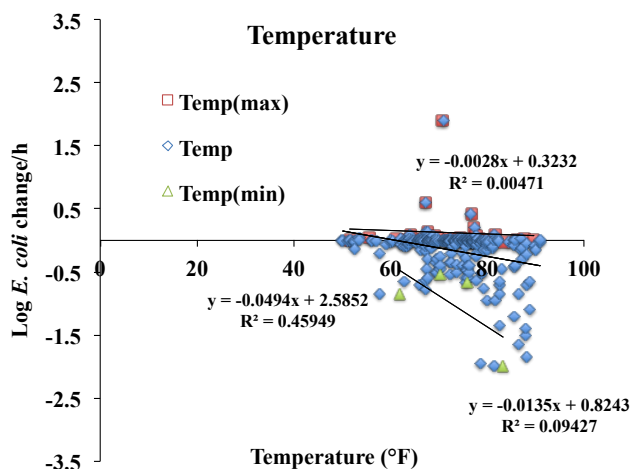 Temperature
3.5
2.5
1.5
0.5
-0.5
-1.5
-2.5
-3.5
Log E. coli change/h
Temp(max)
Temp
Temp(min)
y = -0.0028x + 0.3232
R² = 0.00471
0
20
40
60
80
100
y = -0.0494x + 2.5852
R² = 0.45949
y = -0.0135x + 0.8243
R² = 0.09427
Temperature (°F)